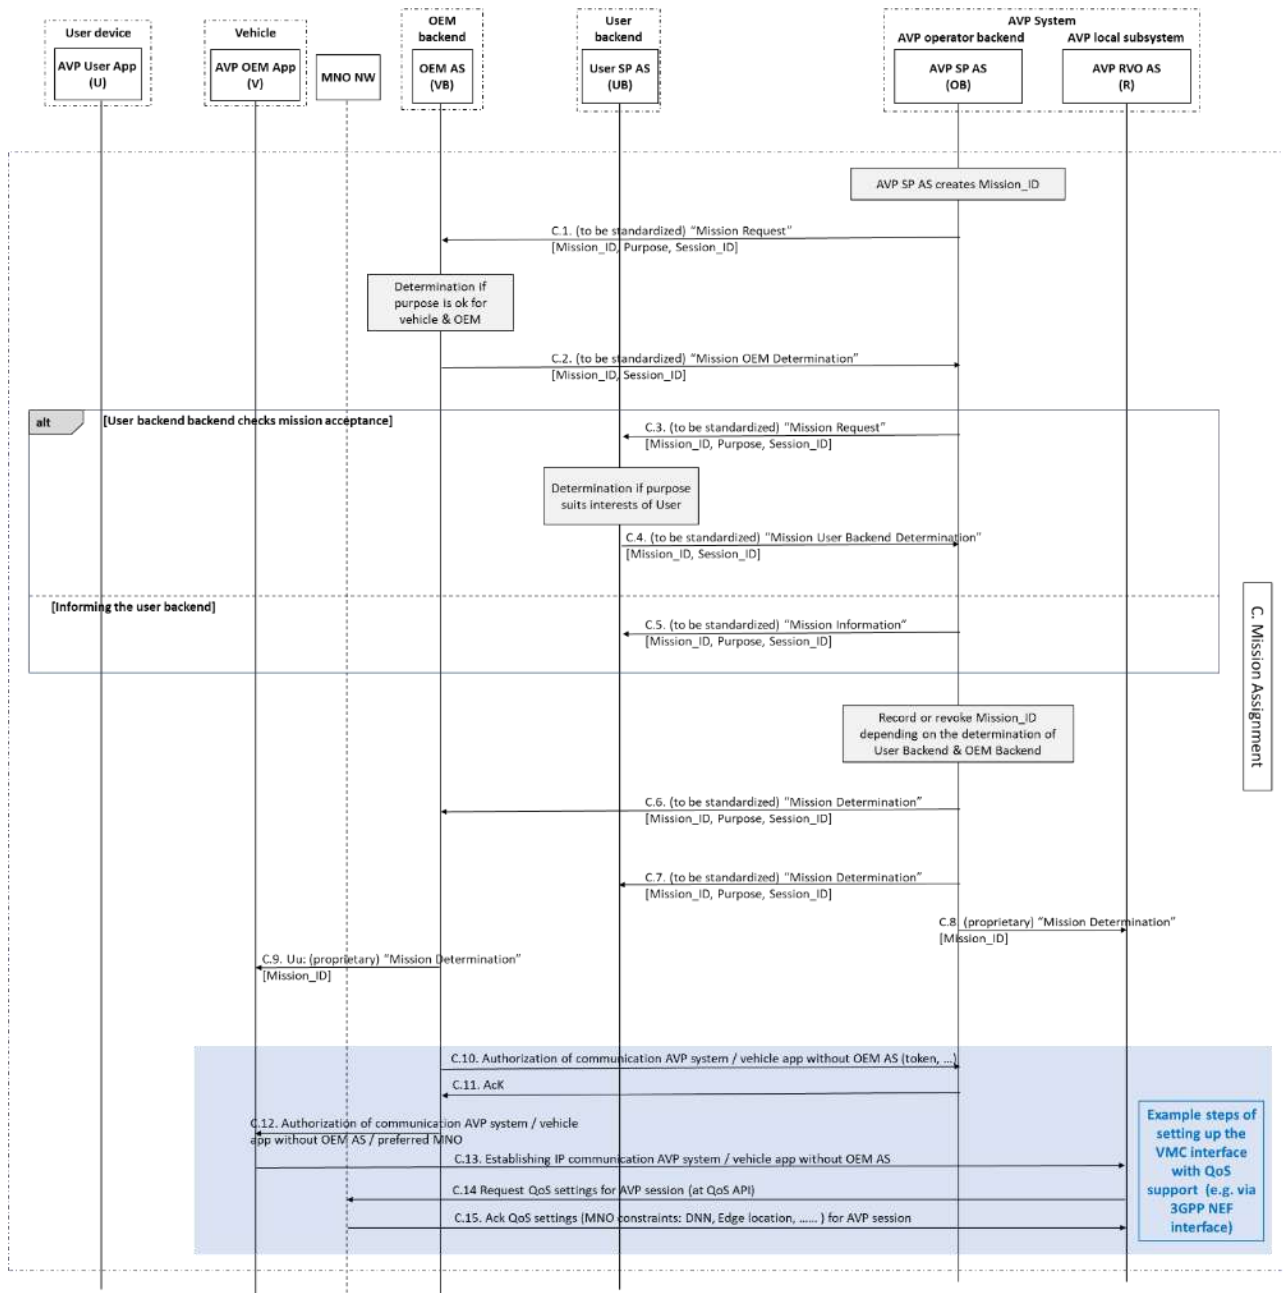 User device
Vehicle
OEM
backend
User
backend
AVP System
AVP operator backend
AVP local subsystem
AVP User App
(U)
AVP OEM App
(V)
MNO NW
OEM AS
(VB)
User SP AS
(UB)
AVP SP AS
(OB)
AVP RVO AS
(R)
AVP SP AS creates Mission_ID
C.1. (to be standardized) “Mission Request”
[Mission_ID, Purpose, Session_ID]
Determination if
purpose is ok for
vehicle & OEM
C.2. (to be standardized) “Mission OEM Determination”
[Mission_ID, Session_ID]
alt
[User backend backend checks mission acceptance]
C.3. (to be standardized) “Mission Request”
[Mission_ID, Purpose, Session_ID]
Determination if purpose
suits interests of User
C.4. (to be standardized) “Mission User Backend Determination”
[Mission_ID, Session_ID]
[Informing the user backend]
C.5. (to be standardized) “Mission Information”
[Mission_ID, Purpose, Session_ID]
C. Mission Assignment
Record or revoke Mission_ID
depending on the determination of
User Backend & OEM Backend
C.6. (to be standardized) “Mission Determination”
[Mission_ID, Purpose, Session_ID]
C.7. (to be standardized) “Mission Determination”
[Mission_ID, Purpose, Session_ID]
C.8. (proprietary) “Mission Determination”
[Mission_ID]
C.9. Uu: (proprietary) “Mission Determination”
[Mission_ID]
C.10. Authorization of communication AVP system / vehicle app without OEM AS (token, ...)
C.11. AcK
C.12. Authorization of communication AVP system / vehicle
app without OEM AS / preferred MNO
C.13. Establishing IP communication AVP system / vehicle app without OEM AS
C.14 Request QoS settings for AVP session (at QoS API)
C.15. Ack QoS settings (MNO constraints: DNN, Edge location, ...... ) for AVP session
Example steps of
setting up the
VMC interface
with QoS
support (e.g. via
3GPP NEF
interface)